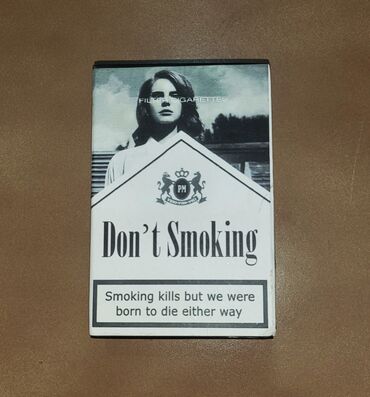 FILTER CIGARETTES
PM
Don't Smoking
Smoking kills but we were
born to die either way